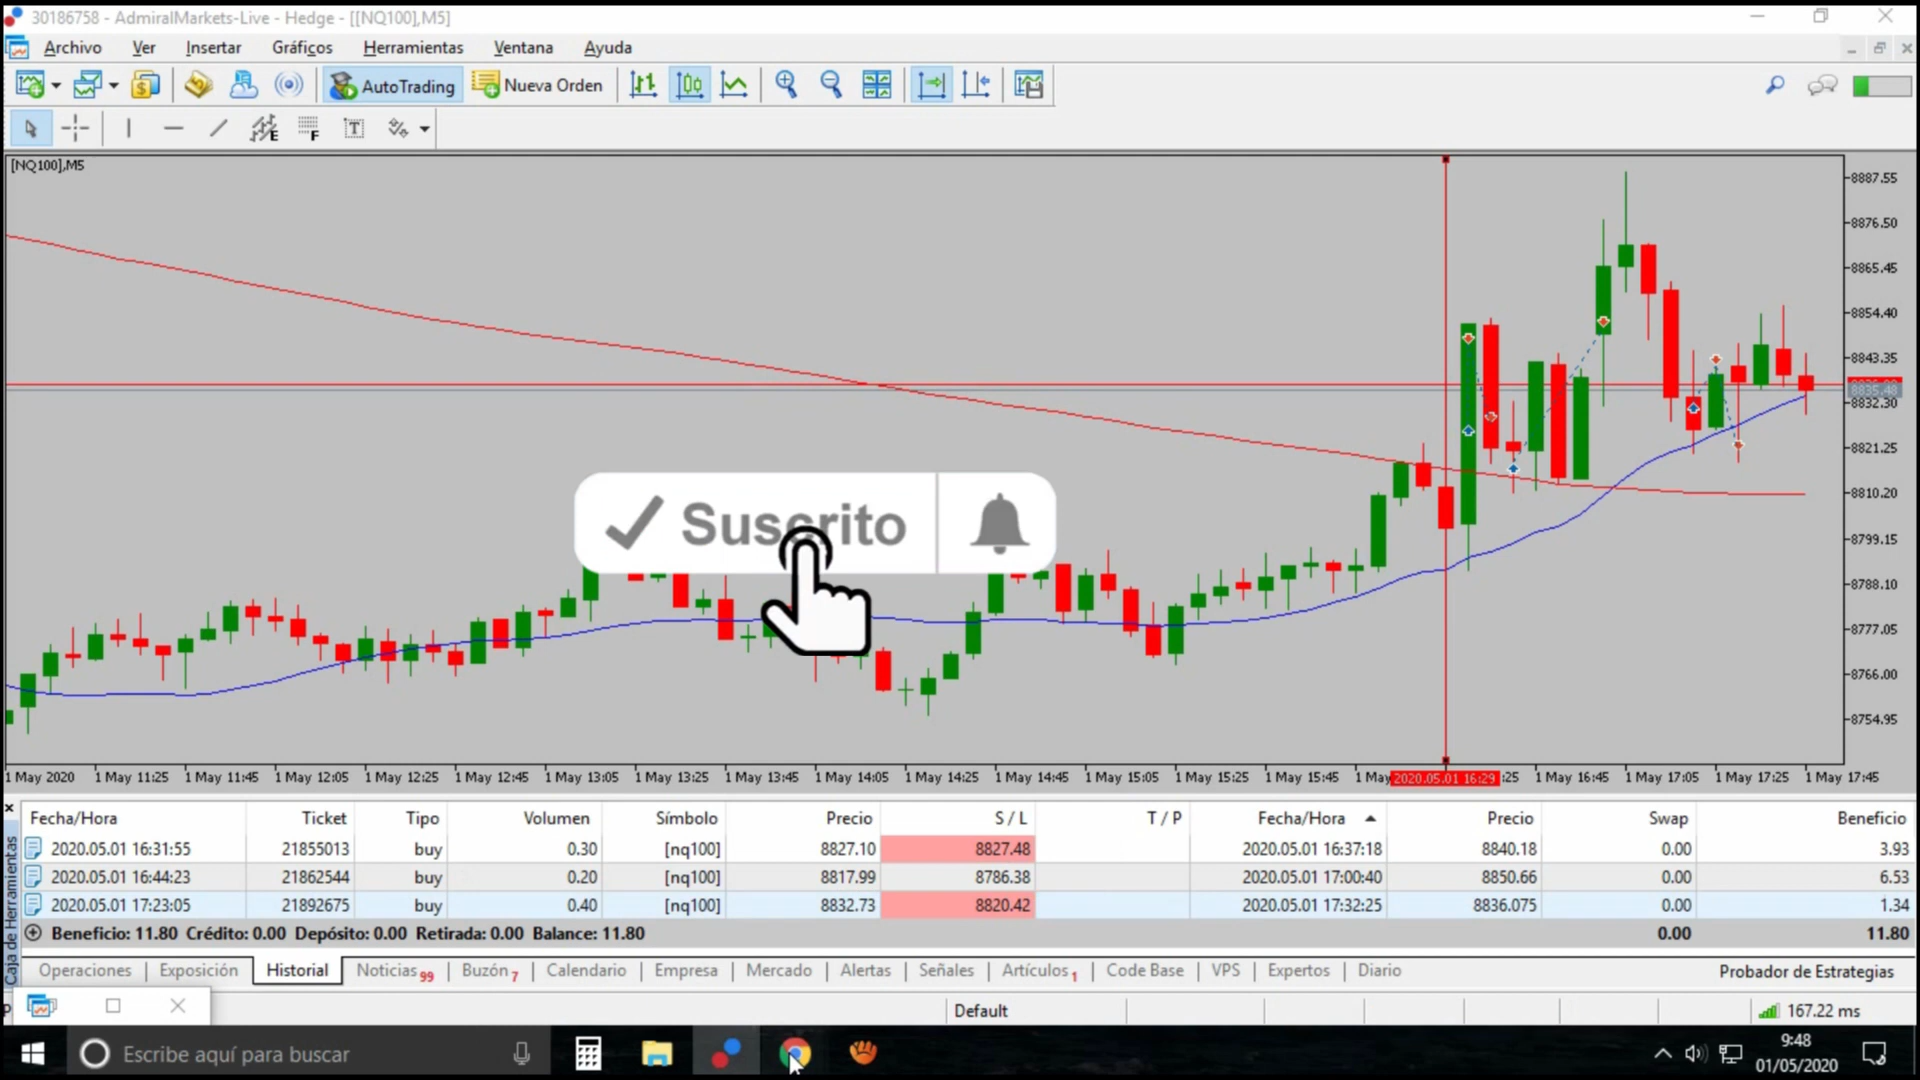 30186758 - AdmiralMarkets-Live - Hedge - [[NQ100],M5]
Archivo Ver Insertar Gráficos Herramientas Ventana Ayuda
AutoTrading Nueva Orden
E F T
[NQ100],M5
8887.55
8876.50
8865.45
8854.40
8843.35
8835.48
8832.30
8821.25
8810.20
8799.15
8788.10
8777.05
8766.00
8754.95
Suscrito
1 May 2020 1 May 11:25 1 May 11:45 1 May 12:05 1 May 12:25 1 May 12:45 1 May 13:05 1 May 13:25 1 May 13:45 1 May 14:05 1 May 14:25 1 May 14:45 1 May 15:05 1 May 15:25 1 May 15:45 1 May 2020.05.01 16:29 :25 1 May 16:45 1 May 17:05 1 May 17:25 1 May 17:45
Caja de Herramientas
Fecha/Hora Ticket Tipo Volumen Símbolo Precio S / L T / P Fecha/Hora Precio Swap Beneficio
2020.05.01 16:31:55 21855013 buy 0.30 [nq100] 8827.10 8827.48 2020.05.01 16:37:18 8840.18 0.00 3.93
2020.05.01 16:44:23 21862544 buy 0.20 [nq100] 8817.99 8786.38 2020.05.01 17:00:40 8850.66 0.00 6.53
2020.05.01 17:23:05 21892675 buy 0.40 [nq100] 8832.73 8820.42 2020.05.01 17:32:25 8836.075 0.00 1.34
Beneficio: 11.80 Crédito: 0.00 Depósito: 0.00 Retirada: 0.00 Balance: 11.80 0.00 11.80
Operaciones Exposición Historial Noticias 99 Buzón 7 Calendario Empresa Mercado Alertas Señales Artículos 1 Code Base VPS Expertos Diario Probador de Estrategias
Default 167.22 ms
Escribe aquí para buscar
9:48
01/05/2020